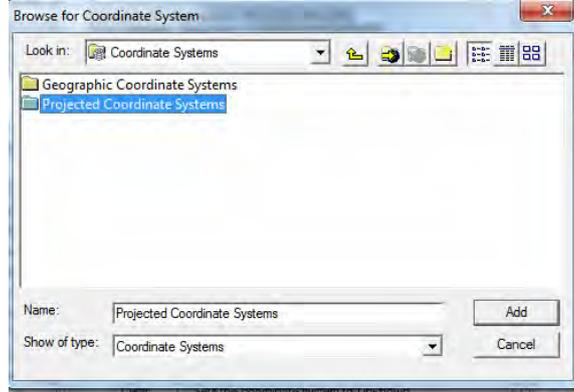 Browse for Coordinate System
Look in: Coordinate Systems
Geographic Coordinate Systems
Projected Coordinate Systems
Name: Projected Coordinate Systems Add
Show of type: Coordinate Systems Cancel